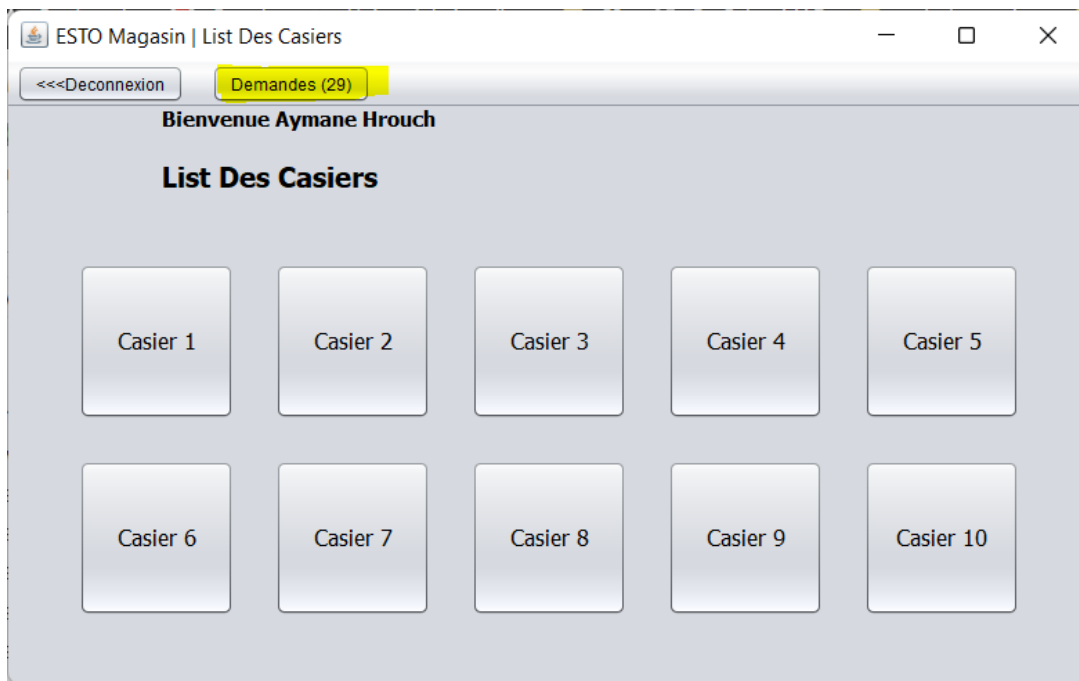 ESTO Magasin | List Des Casiers
<<<Deconnexion Demandes (29)
Bienvenue Aymane Hrouch
List Des Casiers
Casier 1 Casier 2 Casier 3 Casier 4 Casier 5
Casier 6 Casier 7 Casier 8 Casier 9 Casier 10